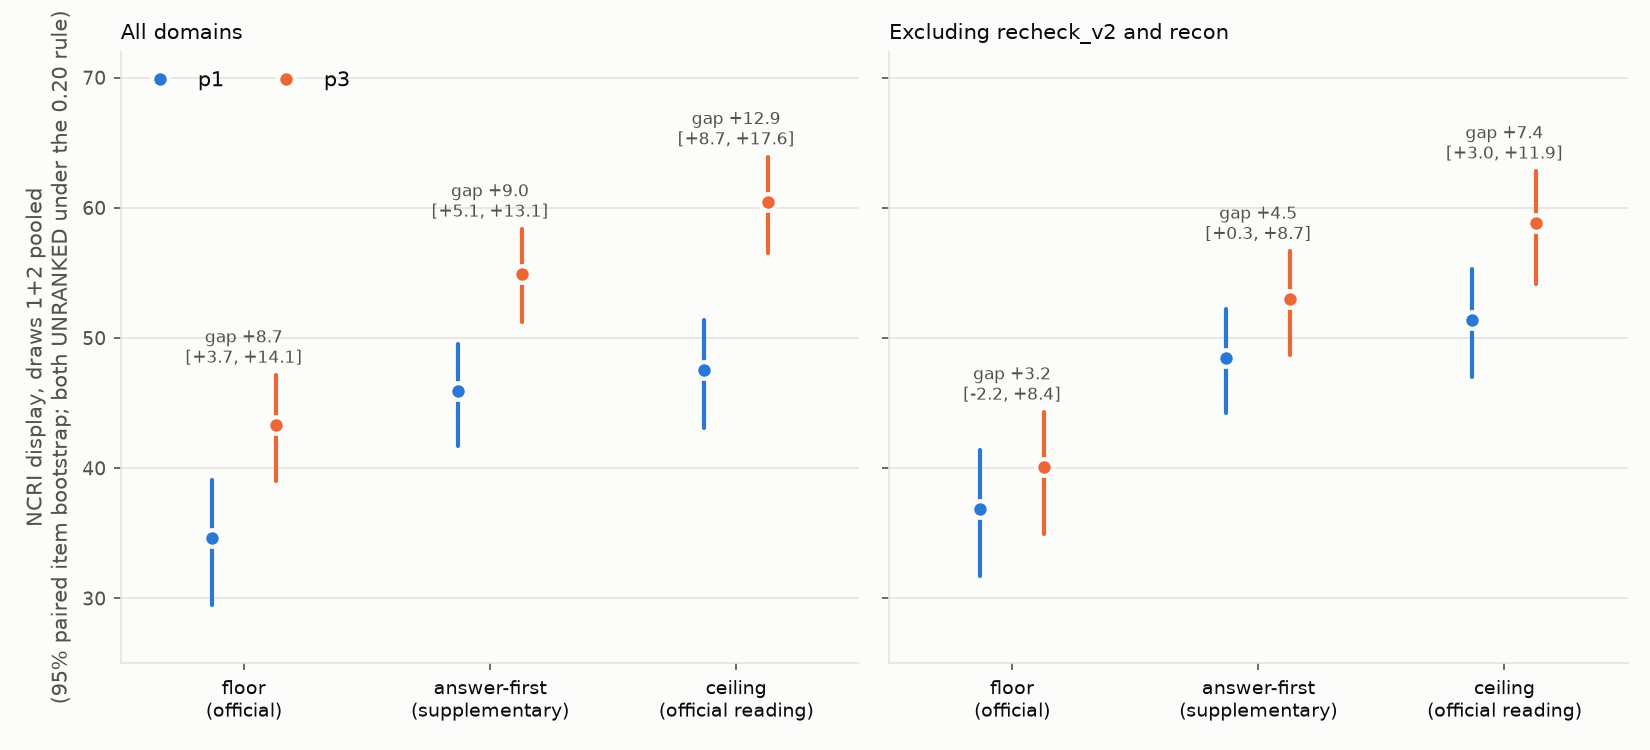 All domains
Excluding recheck_v2 and recon
NCRI display, draws 1+2 pooled
(95% paired item bootstrap; both UNRANKED under the 0.20 rule)
70
60
50
40
30
p1
p3
gap +8.7
[+3.7, +14.1]
gap +9.0
[+5.1, +13.1]
gap +12.9
[+8.7, +17.6]
floor
(official)
answer-first
(supplementary)
ceiling
(official reading)
gap +3.2
[-2.2, +8.4]
gap +4.5
[+0.3, +8.7]
gap +7.4
[+3.0, +11.9]
floor
(official)
answer-first
(supplementary)
ceiling
(official reading)